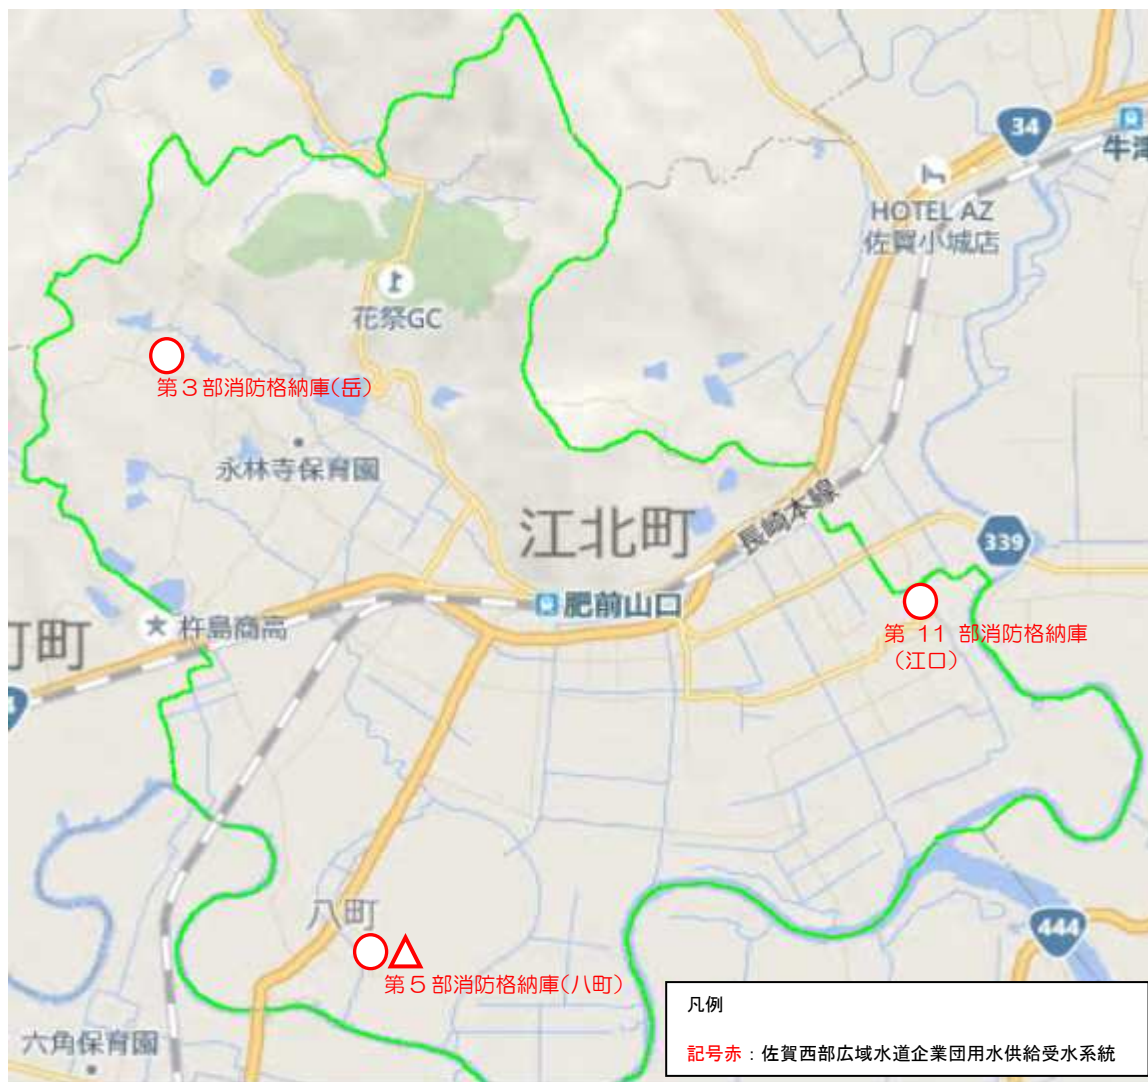 34
牛津
HOTEL AZ
佐賀小城店
花祭GC
第3部消防格納庫(岳)
永林寺保育園
江北町
長崎本線
339
肥前山口
杵島商高
町町
第 11 部消防格納庫
(江口)
八町
444
第5部消防格納庫(八町)
六角保育園
凡例
記号赤：佐賀西部広域水道企業団用水供給受水系統